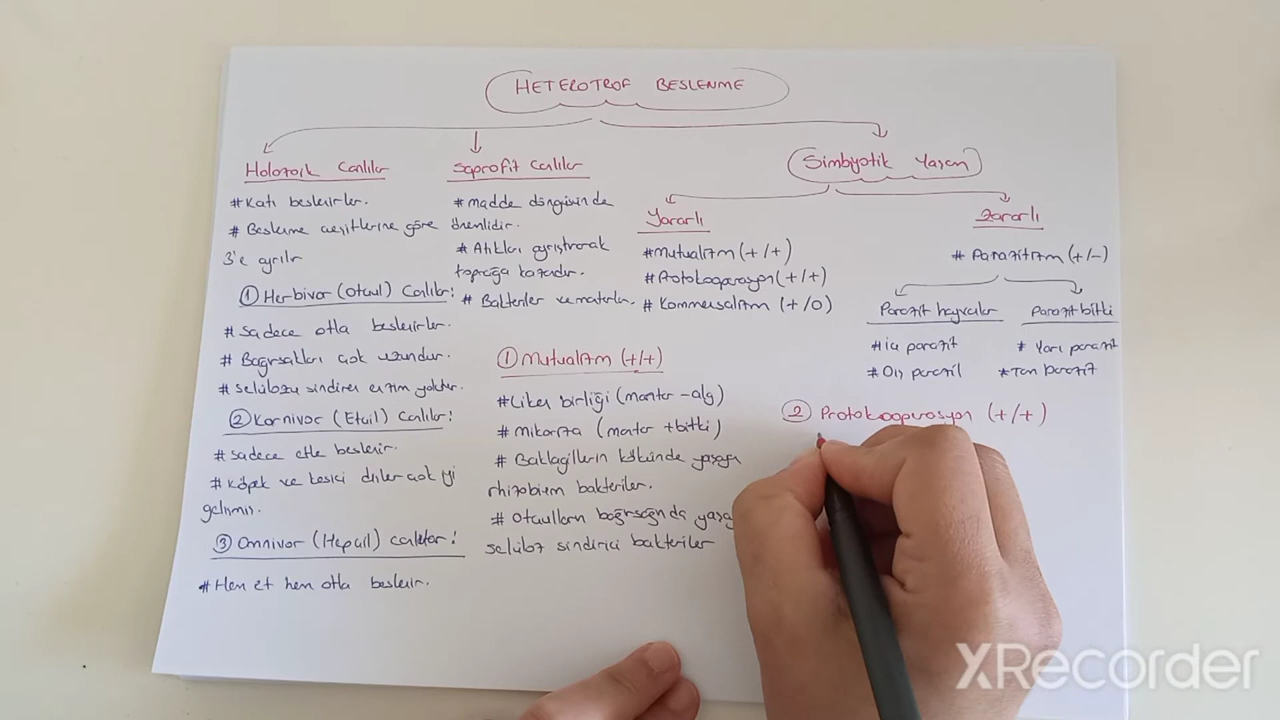 HETEROTROF BESLENME
Holozoik Canlılar
# Katı beslenirler.
# Beslenme çeşitlerine göre
3'e ayrılır
① Herbivor (Otçul) Canlılar:
# Sadece otla beslenirler.
# Bağırsakları çok uzundur.
# Selülozu sindiren enzim yoktur.
② Karnivor (Etçil) Canlılar:
# Sadece etle beslenir.
# Köpek ve kesici dişler çok iyi
gelişmiş.
③ Omnivor (Hepçil) canlılar:
# Hem et hem otla beslenir.
Saprofit Canlılar
# madde döngüsünde
önemlidir.
# Atıkları ayrıştırarak
toprağa kazadır.
# Bakteriler ve mantarlar.
Simbiyotik Yaşam
Yararlı
# Mutualizm (+/+)
# Protokooperasyon (+/+)
# Kommensalizm (+/0)
Zararlı
# Parazitizm (+/-)
Parazit hayvanlar
# iç parazit
# Dış parazit
Parazit bitki
# Yarı parazit
# Tam parazit
① Mutualizm (+/+)
# Liken birliği (mantar - alg)
# mikoriza (mantar + bitki)
# Baklagillerin kökünde yaşayan
rhizobium bakteriler.
# Otçulların bağırsağında
selüloz sindirici bakteriler
② Protokooperasyon (+/+)
XRecorder